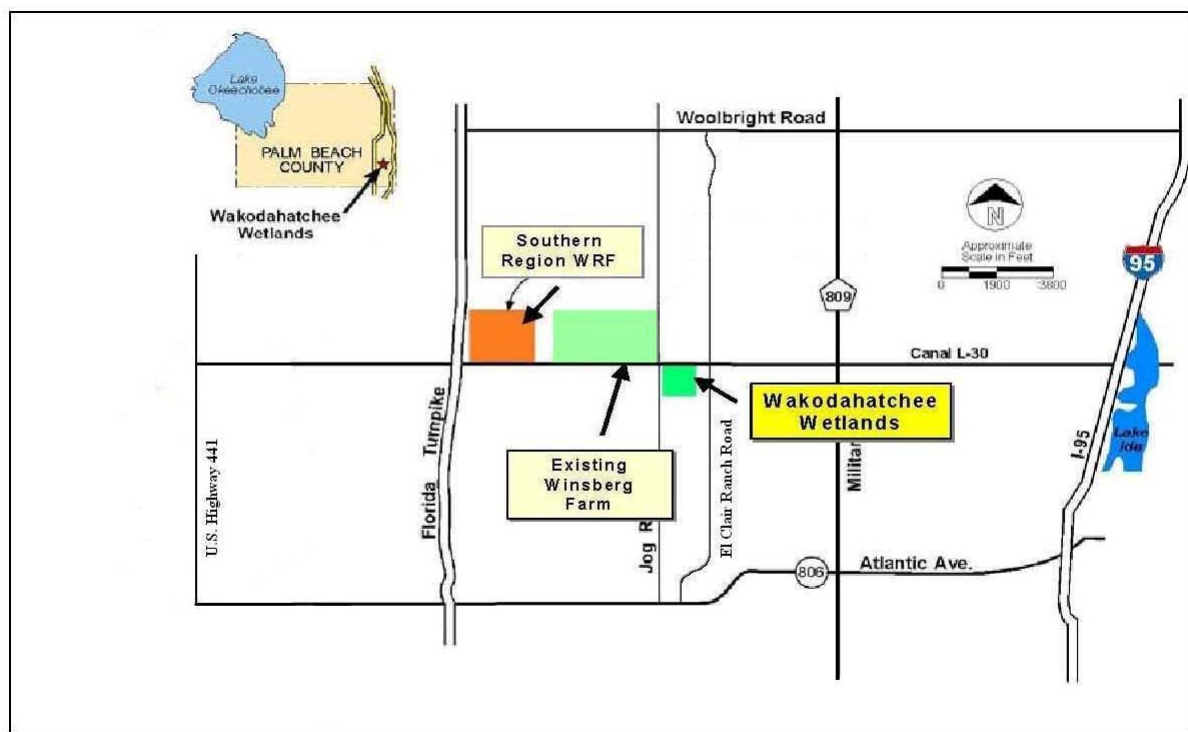 Lake
Okeechobee
PALM BEACH
COUNTY
Wakodahatchee
Wetlands
Woolbright Road
N
Approximate
Scale in Feet
0 1900 3800
95
Southern
Region WRF
809
Canal L-30
Wakodahatchee
Wetlands
Existing
Winsberg
Farm
U.S. Highway 441
Florida Turnpike
Jog R
El Clair Ranch Road
Militar
I-95
Lake
Ida
806
Atlantic Ave.